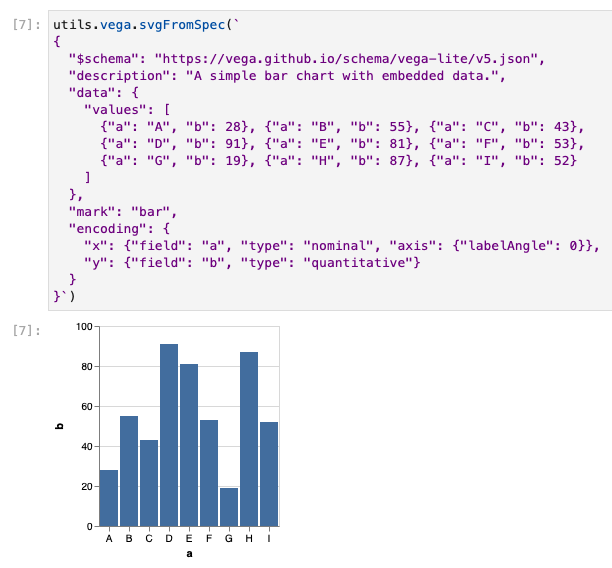 [7]: utils.vega.svgFromSpec(`
{
  "$schema": "https://vega.github.io/schema/vega-lite/v5.json",
  "description": "A simple bar chart with embedded data.",
  "data": {
    "values": [
      {"a": "A", "b": 28}, {"a": "B", "b": 55}, {"a": "C", "b": 43},
      {"a": "D", "b": 91}, {"a": "E", "b": 81}, {"a": "F", "b": 53},
      {"a": "G", "b": 19}, {"a": "H", "b": 87}, {"a": "I", "b": 52}
    ]
  },
  "mark": "bar",
  "encoding": {
    "x": {"field": "a", "type": "nominal", "axis": {"labelAngle": 0}},
    "y": {"field": "b", "type": "quantitative"}
  }
}`)
[7]:
100
80
60
b
40
20
0
A B C D E F G H I
a